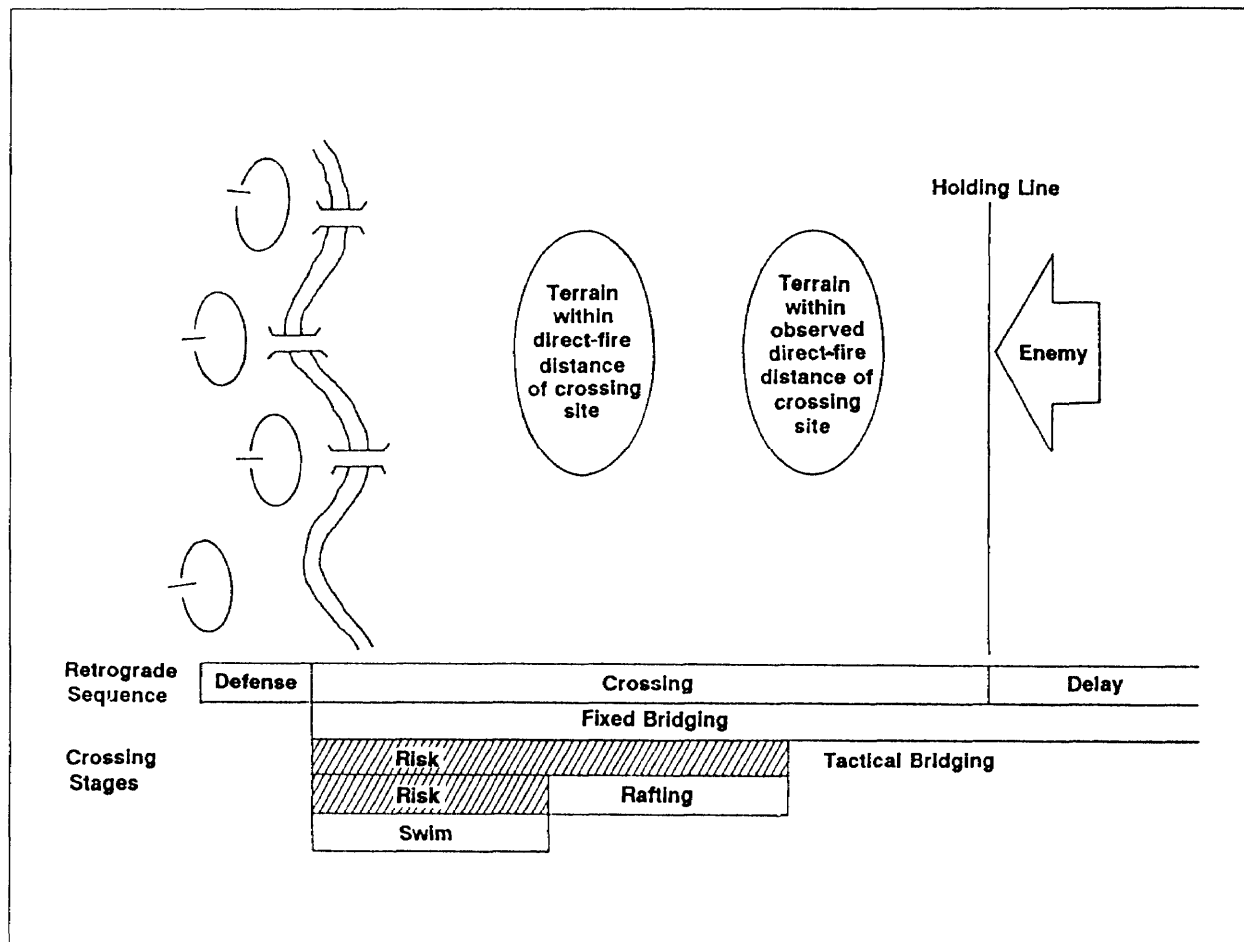 Holding Line
Terrain
within
direct-fire
distance
of crossing
site
Terrain
within
observed
direct-fire
distance of
crossing
site
Enemy
Retrograde
Sequence
Defense
Crossing
Delay
Fixed Bridging
Crossing
Stages
Risk
Tactical Bridging
Risk
Rafting
Swim